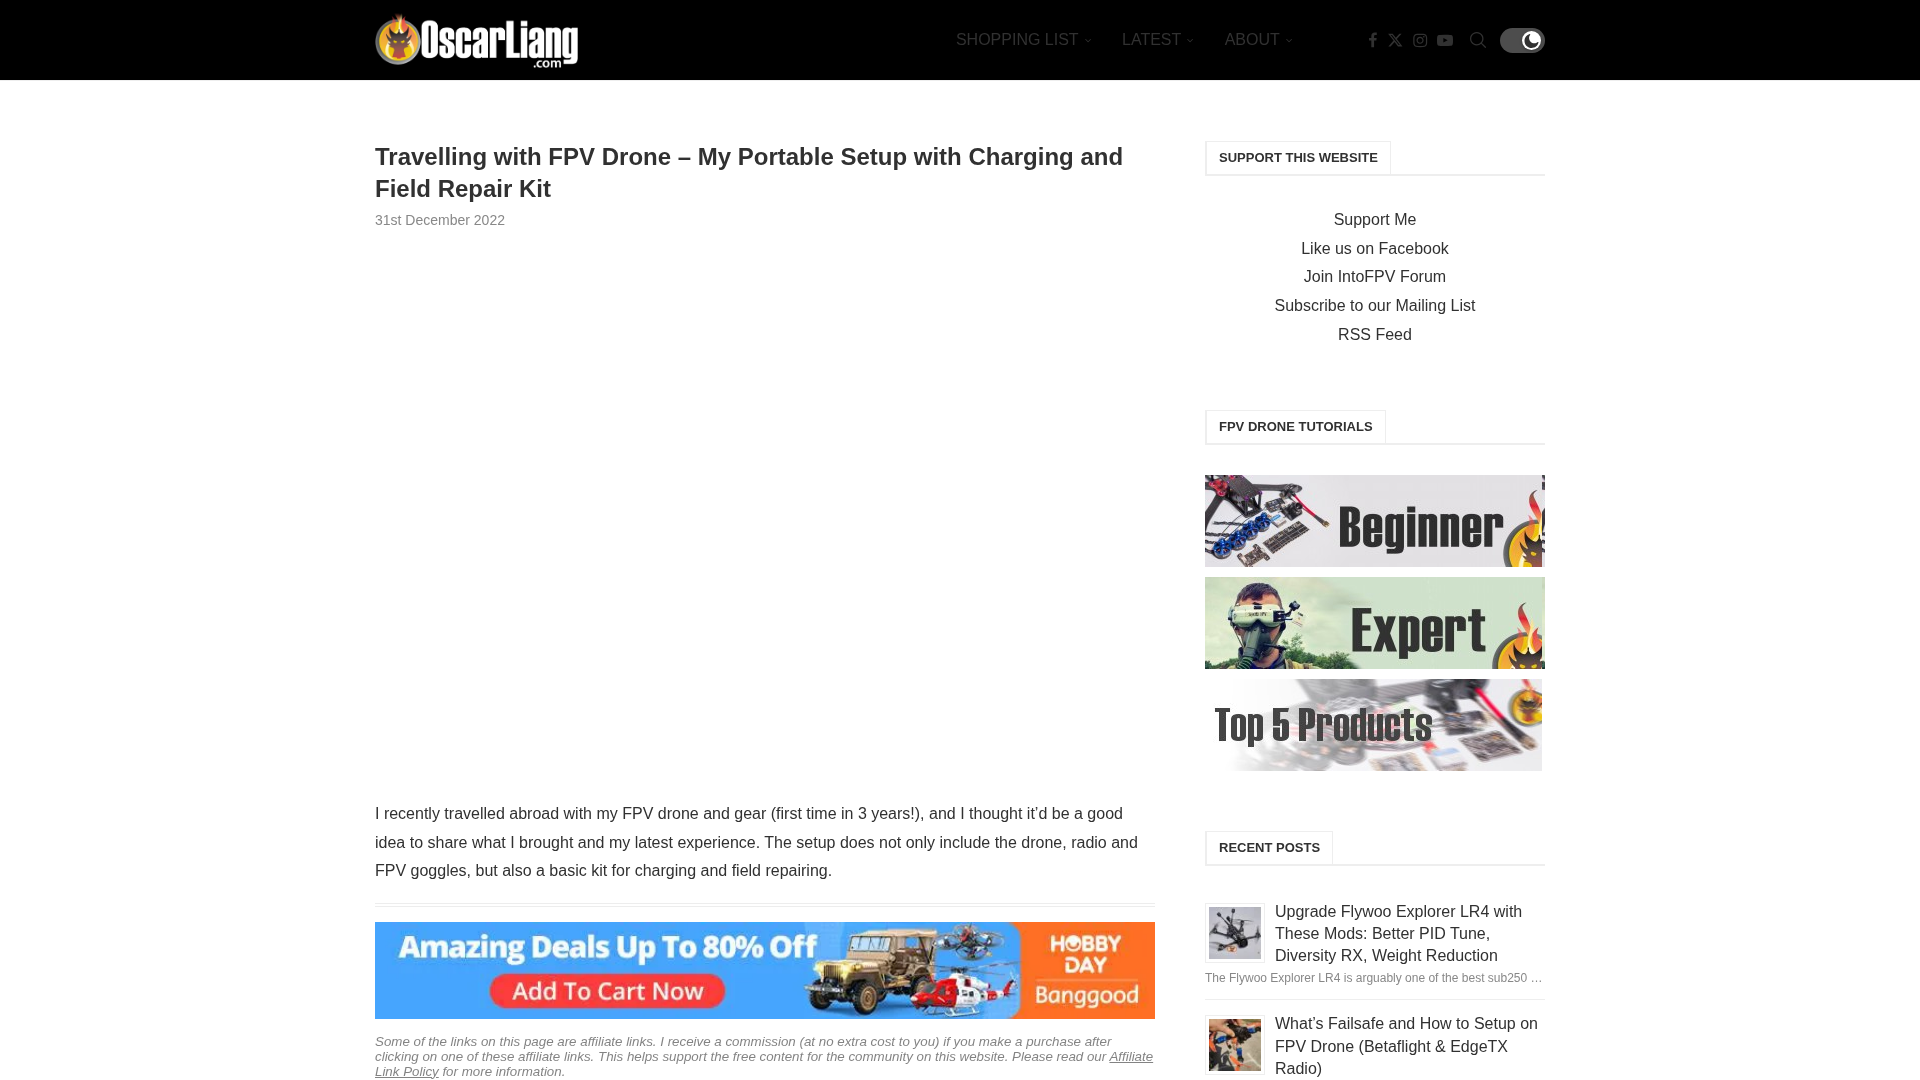 OscarLiang
.com
SHOPPING LIST
LATEST
ABOUT
Travelling with FPV Drone – My Portable Setup with Charging and
Field Repair Kit
31st December 2022
I recently travelled abroad with my FPV drone and gear (first time in 3 years!), and I thought it’d be a good
idea to share what I brought and my latest experience. The setup does not only include the drone, radio and
FPV goggles, but also a basic kit for charging and field repairing.
Amazing Deals Up To 80% Off
Add To Cart Now
HOBBY
DAY
Banggood
Some of the links on this page are affiliate links. I receive a commission (at no extra cost to you) if you make a purchase after
clicking on one of these affiliate links. This helps support the free content for the community on this website. Please read our Affiliate
Link Policy for more information.
SUPPORT THIS WEBSITE
Support Me
Like us on Facebook
Join IntoFPV Forum
Subscribe to our Mailing List
RSS Feed
FPV DRONE TUTORIALS
Beginner
Expert
Top 5 Products
RECENT POSTS
Upgrade Flywoo Explorer LR4 with
These Mods: Better PID Tune,
Diversity RX, Weight Reduction
The Flywoo Explorer LR4 is arguably one of the best sub250 …
What’s Failsafe and How to Setup on
FPV Drone (Betaflight & EdgeTX
Radio)